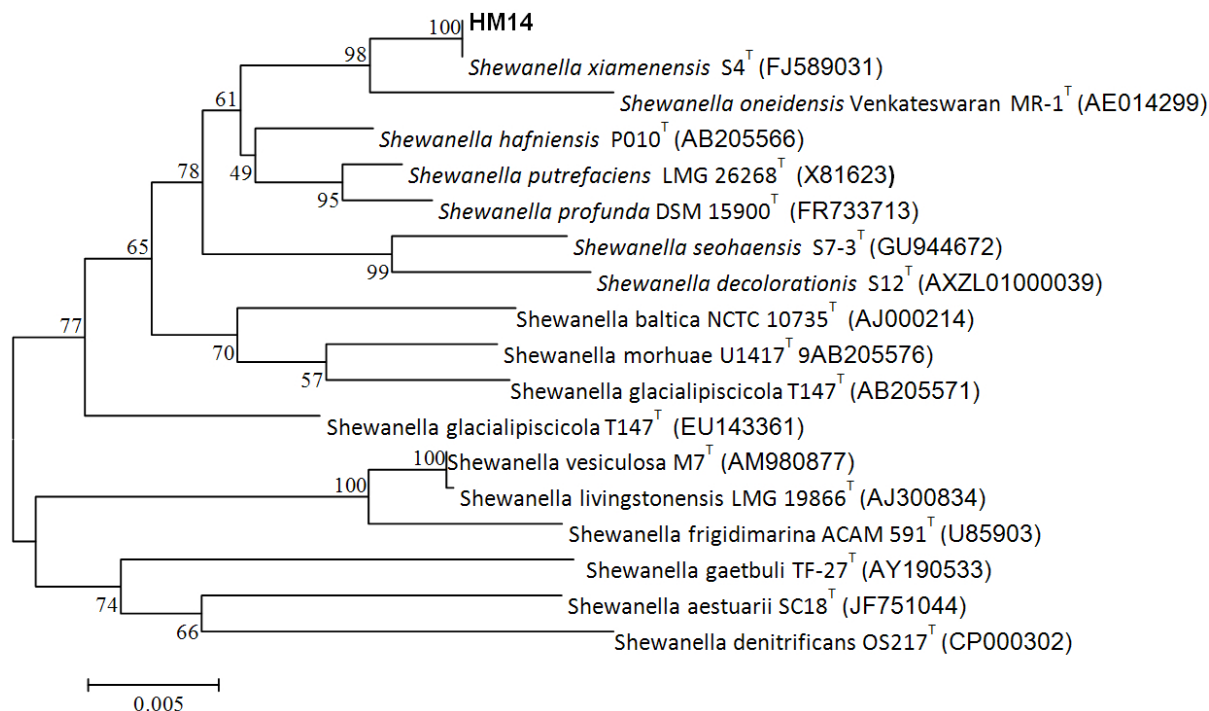 100 HM14
98 Shewanella xiamenensis S4T (FJ589031)
61 Shewanella oneidensis Venkateswaran MR-1T (AE014299)
Shewanella hafniensis P010T (AB205566)
78 49 Shewanella putrefaciens LMG 26268T (X81623)
95 Shewanella profunda DSM 15900T (FR733713)
65 Shewanella seohaensis S7-3T (GU944672)
99 Shewanella decolorationis S12T (AXZL01000039)
77 Shewanella baltica NCTC 10735T (AJ000214)
70 Shewanella morhuae U1417T 9AB205576)
57 Shewanella glacialipiscicola T147T (AB205571)
Shewanella glacialipiscicola T147T (EU143361)
100 Shewanella vesiculosa M7T (AM980877)
100 Shewanella livingstonensis LMG 19866T (AJ300834)
Shewanella frigidimarina ACAM 591T (U85903)
Shewanella gaetbuli TF-27T (AY190533)
74 Shewanella aestuarii SC18T (JF751044)
66 Shewanella denitrificans OS217T (CP000302)
0.005